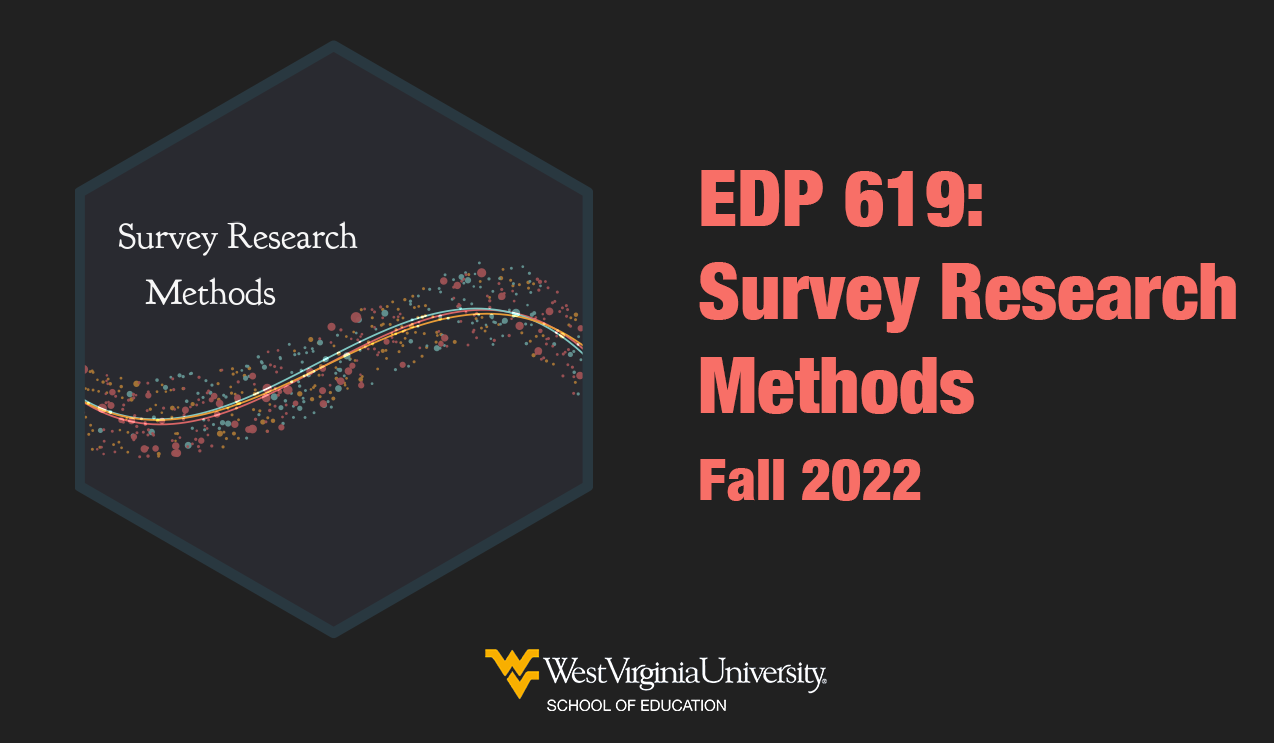 Survey Research
Methods
EDP 619:
Survey Research
Methods
Fall 2022
WestVirginiaUniversity®
SCHOOL OF EDUCATION